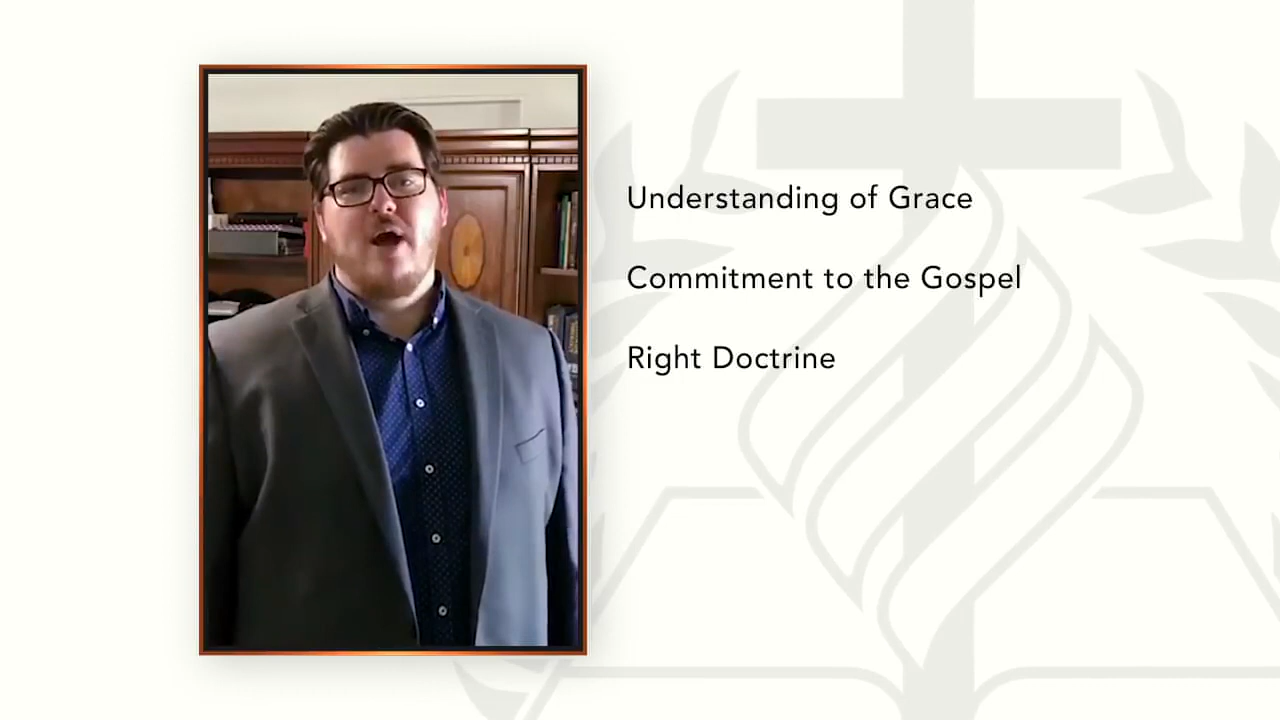 Understanding of Grace
Commitment to the Gospel
Right Doctrine